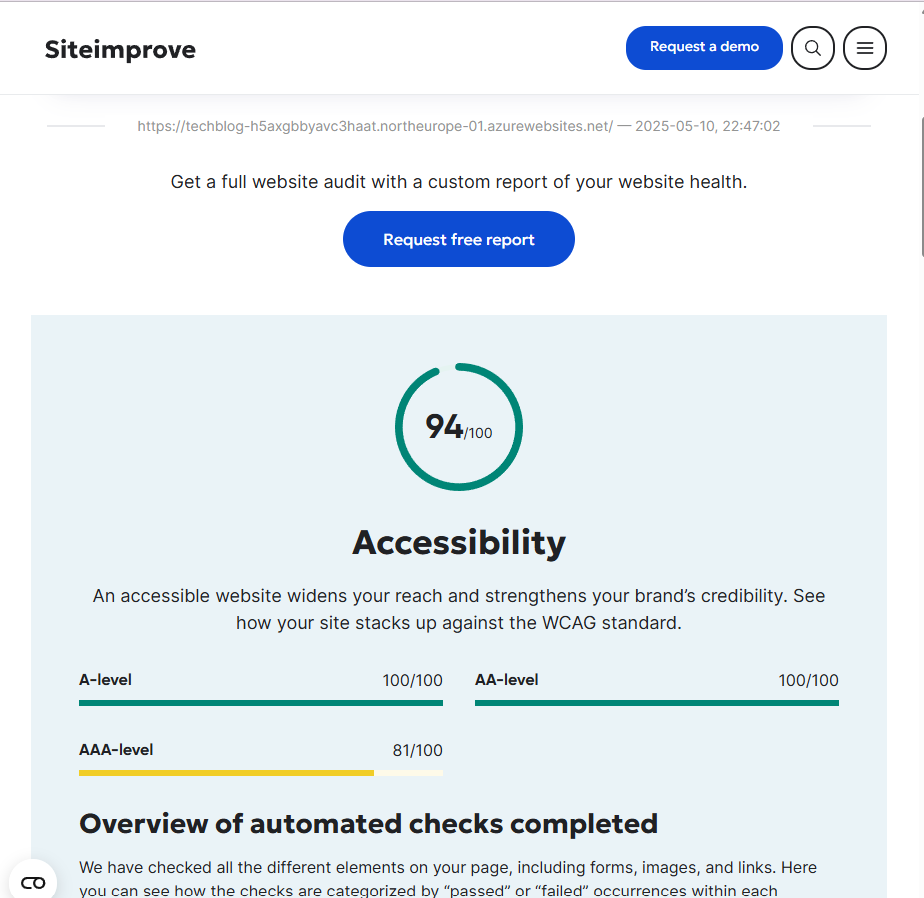 Siteimprove
Request a demo
https://techblog-h5axgbbyavc3haat.northeurope-01.azurewebsites.net/ — 2025-05-10, 22:47:02
Get a full website audit with a custom report of your website health.
Request free report
94/100
Accessibility
An accessible website widens your reach and strengthens your brand’s credibility. See
how your site stacks up against the WCAG standard.
A-level 100/100
AA-level 100/100
AAA-level 81/100
Overview of automated checks completed
We have checked all the different elements on your page, including forms, images, and links. Here
you can see how the checks are categorized by “passed” or “failed” occurrences within each